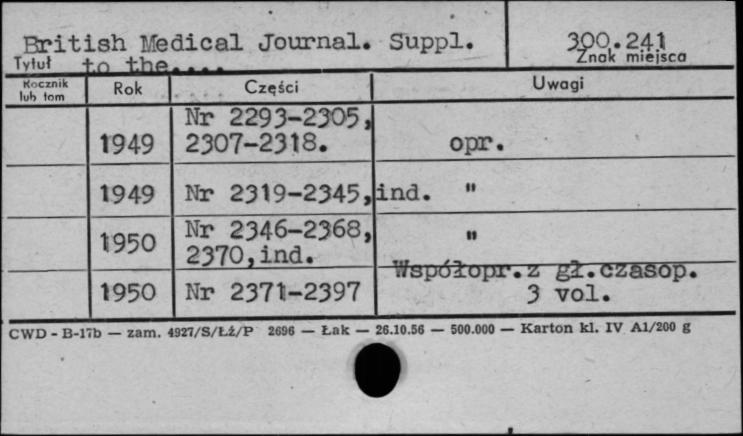 British Medical Journal. Suppl. 300.241
Tytuł to the.... Znak miejsca
Rocznik lub tom Rok Części Uwagi
Nr 2293-2305,
1949 2307-2318. opr.
1949 Nr 2319-2345,ind. "
Nr 2346-2368,
1950 2370,ind. "
Współopr.z gł.czasop.
1950 Nr 2371-2397 3 vol.
CWD - B-17b — zam. 4927/S/Łż/P 2696 — Łak — 26.10.56 — 500.000 — Karton kl. IV A1/200 g